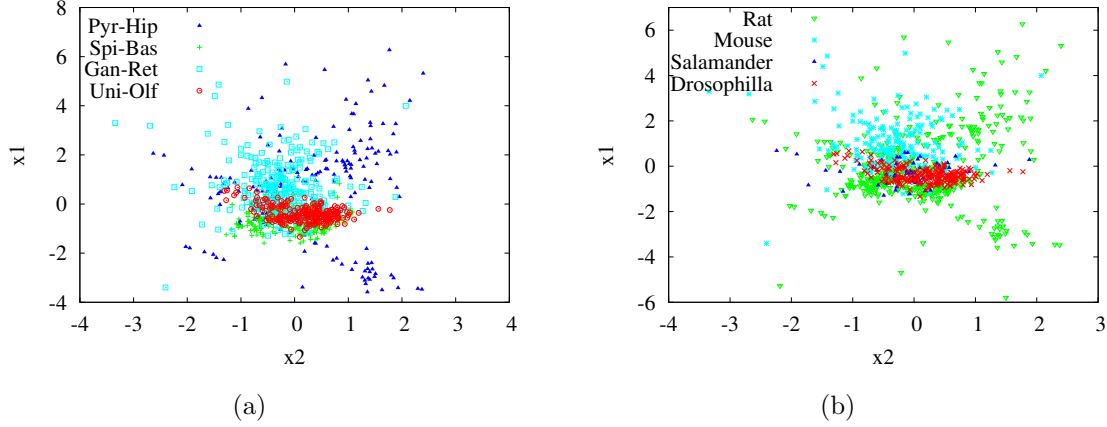 8
6
4
2
0
-2
-4
-4
-3
-2
-1
0
1
2
3
4
x1
x2
Pyr-Hip
Spi-Bas
Gan-Ret
Uni-Olf
(a)
6
4
2
0
-2
-4
-6
-4
-3
-2
-1
0
1
2
3
x1
x2
Rat
Mouse
Salamander
Drosophilla
(b)